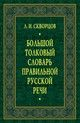 Л. И. СКВОРЦОВ
БОЛЬШОЙ
ТОЛКОВЫЙ
СЛОВАРЬ
ПРАВИЛЬНОЙ
РУССКОЙ
РЕЧИ